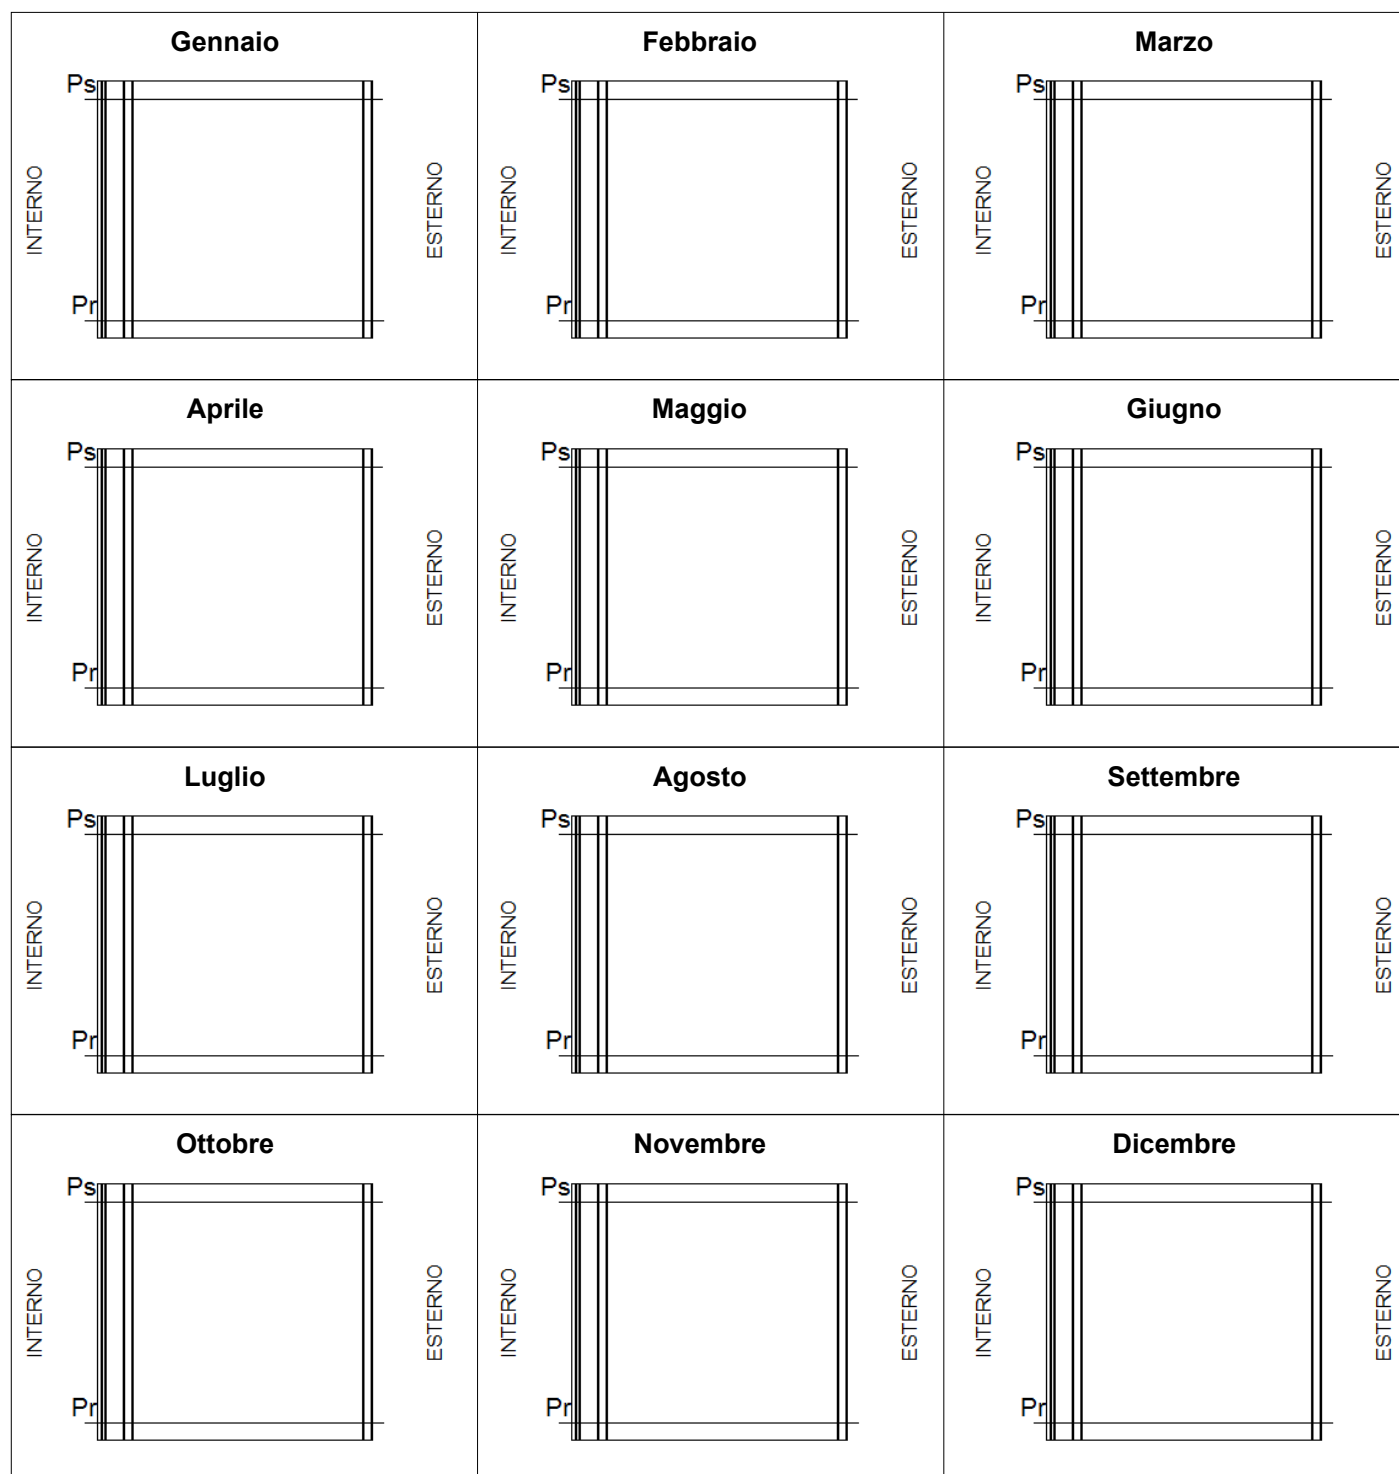 Gennaio
Febbraio
Marzo
Ps
Ps
Ps
INTERNO
ESTERNO
INTERNO
ESTERNO
INTERNO
ESTERNO
Pr
Pr
Pr
Aprile
Maggio
Giugno
Ps
Ps
Ps
INTERNO
ESTERNO
INTERNO
ESTERNO
INTERNO
ESTERNO
Pr
Pr
Pr
Luglio
Agosto
Settembre
Ps
Ps
Ps
INTERNO
ESTERNO
INTERNO
ESTERNO
INTERNO
ESTERNO
Pr
Pr
Pr
Ottobre
Novembre
Dicembre
Ps
Ps
Ps
INTERNO
ESTERNO
INTERNO
ESTERNO
INTERNO
ESTERNO
Pr
Pr
Pr